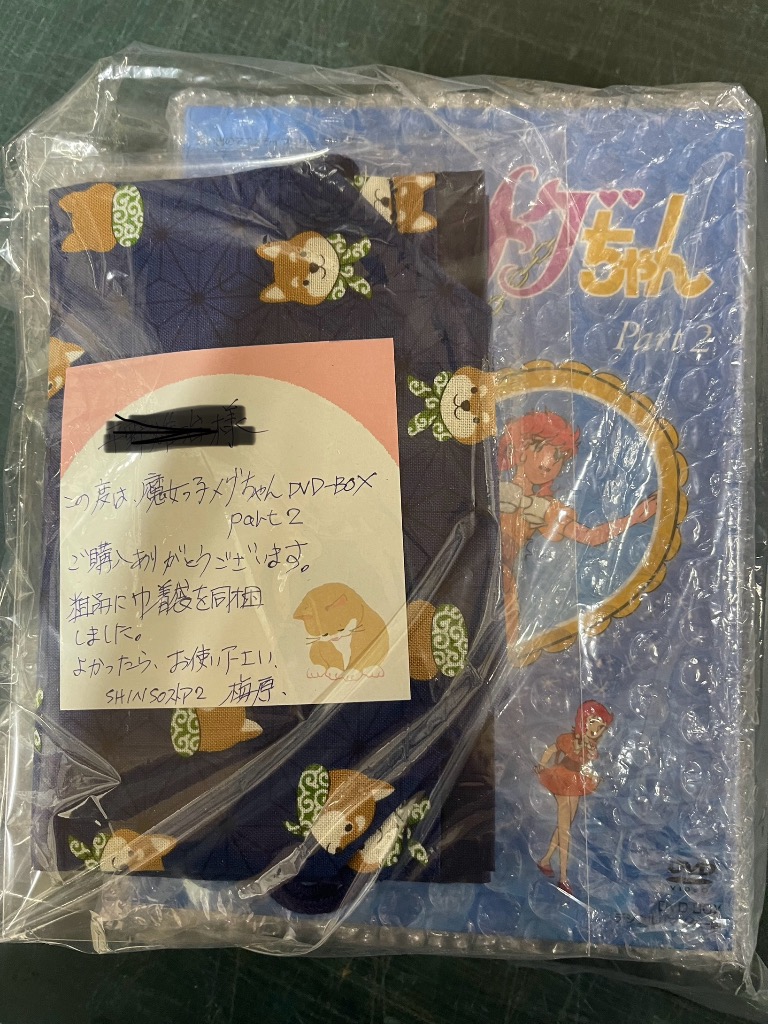 様
この度は、魔女っ子メグちゃんDVD-BOX
part2
ご購入ありがとうございます。
粗品に巾着袋を同梱
しました。
よかったら、お使い下さい、
SHINSOストア2 梅原、
メグちゃん
Part 2
DVD